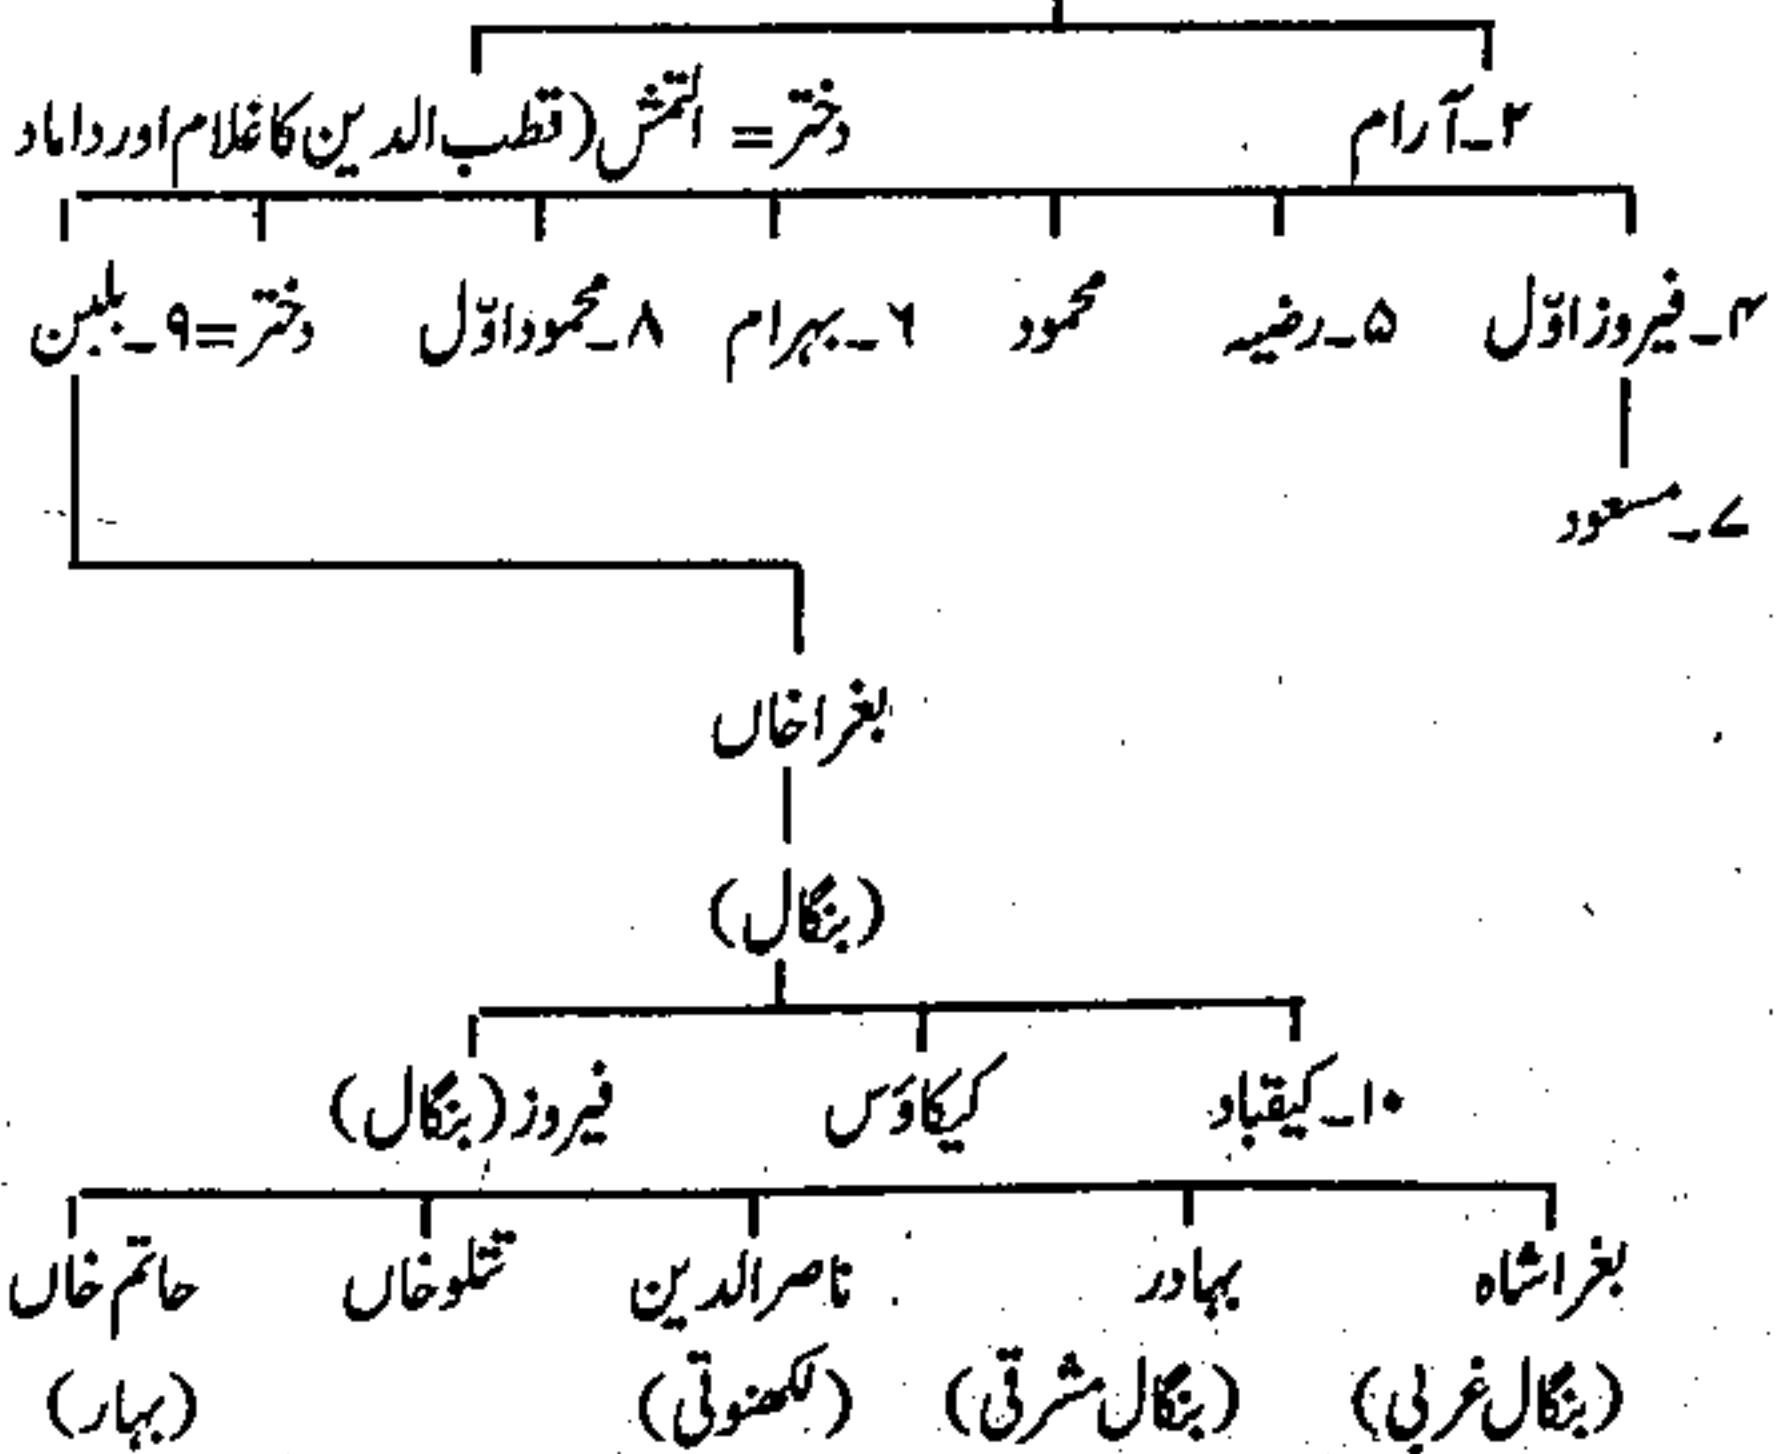 ۲۔آرام دختر= التمش(قطب الدین کا غلام اور داماد
۴۔فیروز اوّل ۵۔رضیہ محمود ۶۔بہرام ۸۔محمود اوّل دختر=۹۔بلبن
۷۔مسعود
بغرا خاں
(بنگال)
۱۰۔کیقباد کیکاؤس فیروز(بنگال)
بغرا شاہ بہادر ناصر الدین تتلو خاں حاتم خاں
(بنگال غربی) (بنگال مشرقی) (لکھنوتی) (بہار)